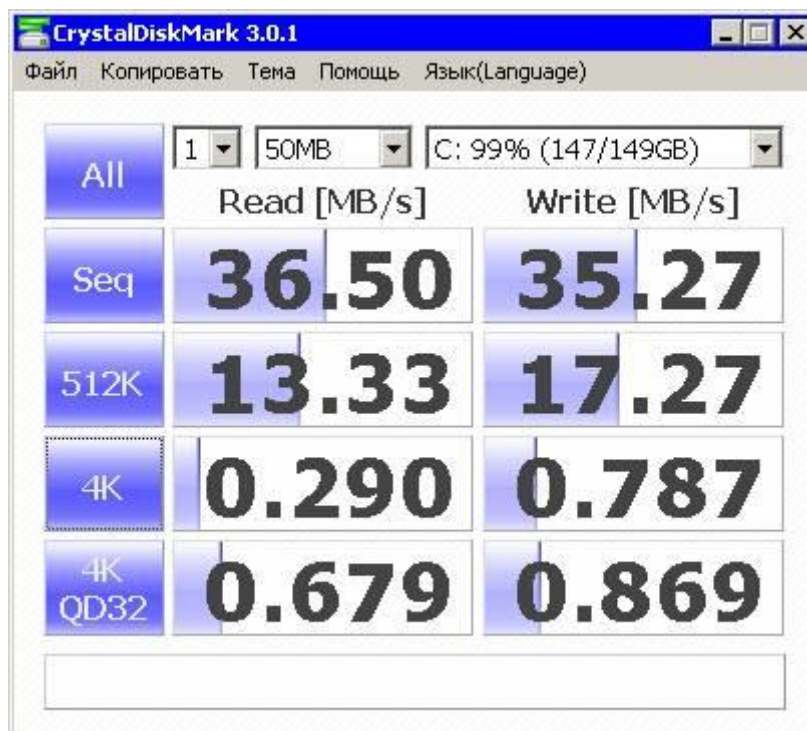 CrystalDiskMark 3.0.1
Файл Копировать Тема Помощь Язык(Language)
All 1 50MB C: 99% (147/149GB)
Read [MB/s] Write [MB/s]
Seq 36.50 35.27
512K 13.33 17.27
4K 0.290 0.787
4K QD32 0.679 0.869